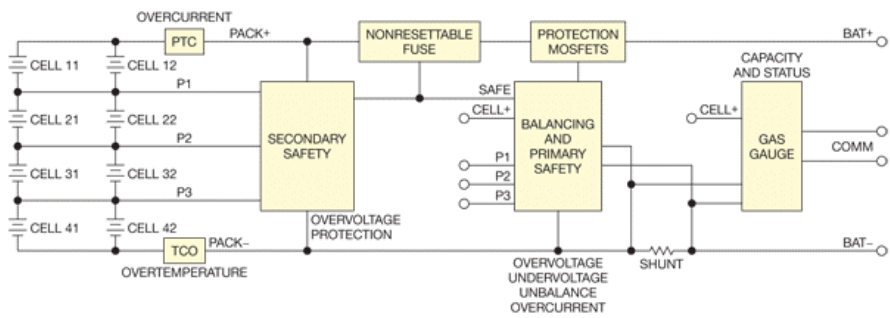 OVERCURRENT
PTC
PACK+
NONRESETTABLE
FUSE
PROTECTION
MOSFETS
BAT+
CELL 11
CELL 12
P1
CELL 21
CELL 22
P2
CELL 31
CELL 32
P3
CELL 41
CELL 42
TCO
PACK–
OVERTEMPERATURE
SECONDARY
SAFETY
OVERVOLTAGE
PROTECTION
SAFE
CELL+
P1
P2
P3
BALANCING
AND
PRIMARY
SAFETY
OVERVOLTAGE
UNDERVOLTAGE
UNBALANCE
OVERCURRENT
SHUNT
CAPACITY
AND STATUS
CELL+
GAS
GAUGE
COMM
BAT–